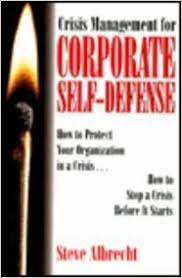 Crisis Management for
CORPORATE
SELF-DEFENSE
How to Protect
Your Organization
in a Crisis . . .
How to
Stop a Crisis
Before It Starts
Steve Albrecht